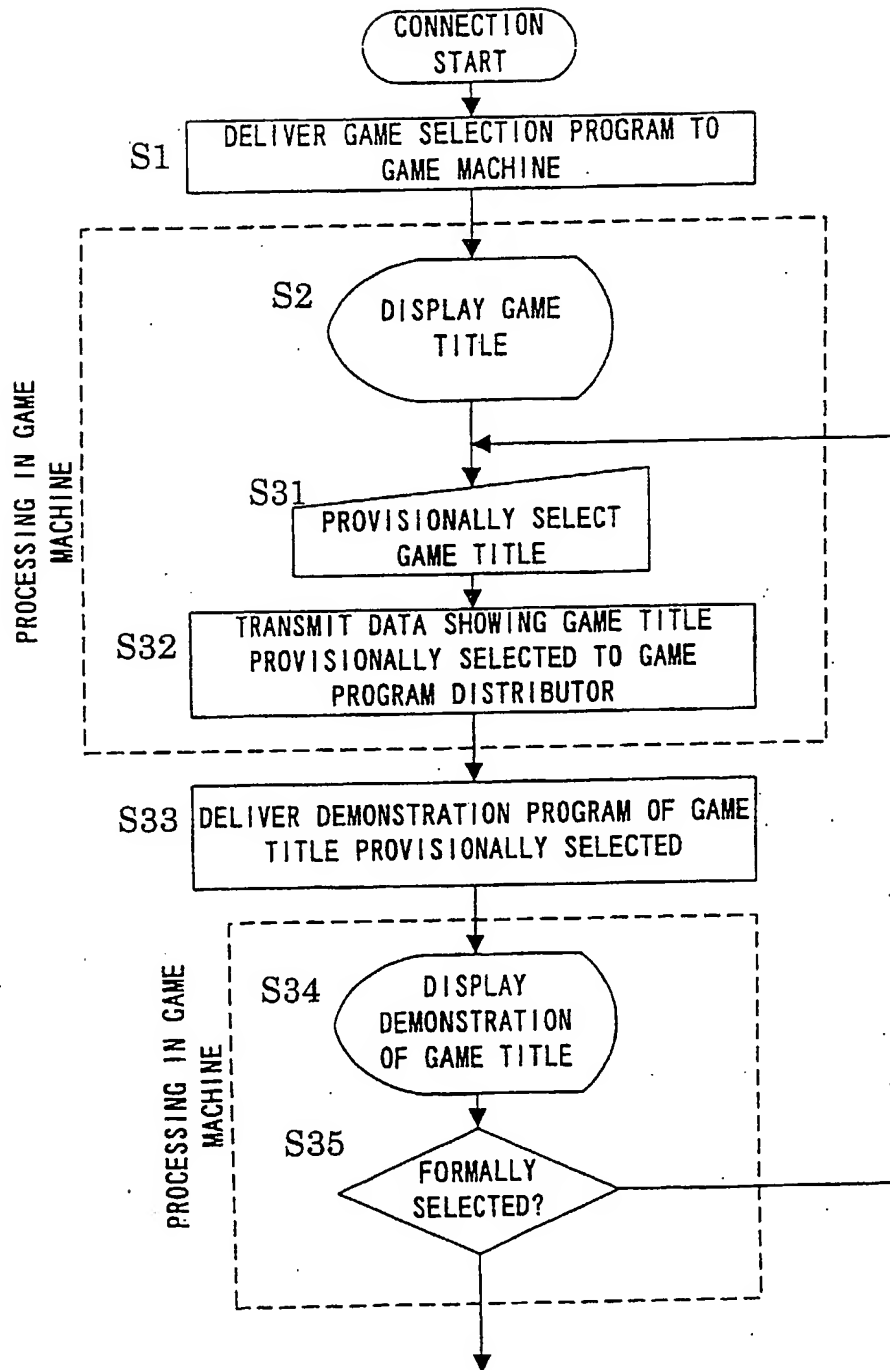 CONNECTION
START
S1
DELIVER GAME SELECTION PROGRAM TO
GAME MACHINE
PROCESSING IN GAME
MACHINE
S2
DISPLAY GAME
TITLE
S31
PROVISIONALLY SELECT
GAME TITLE
S32
TRANSMIT DATA SHOWING GAME TITLE
PROVISIONALLY SELECTED TO GAME
PROGRAM DISTRIBUTOR
S33
DELIVER DEMONSTRATION PROGRAM OF GAME
TITLE PROVISIONALLY SELECTED
PROCESSING IN GAME
MACHINE
S34
DISPLAY
DEMONSTRATION
OF GAME TITLE
S35
FORMALLY
SELECTED?